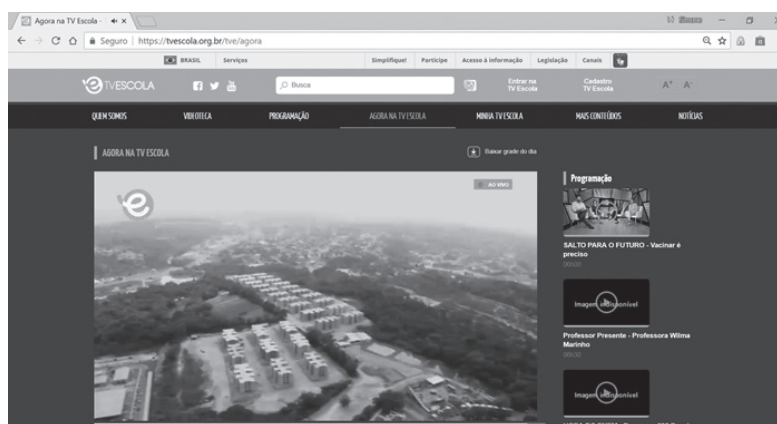 Agora na TV Escola -
Seguro | https://tvescola.org.br/tve/agora
BRASIL Serviços Simplifique! Participe Acesso à informação Legislação Canais
TVESCOLA
Busca
Entrar na
TV Escola
Cadastro
TV Escola
A+ A-
QUEM SOMOS VIDEOTECA PROGRAMAÇÃO AGORA NA TV ESCOLA MINHA TV ESCOLA MAIS CONTEÚDOS NOTÍCIAS
AGORA NA TV ESCOLA
Baixar grade do dia
AO VIVO
Programação
SALTO PARA O FUTURO - Vacinar é
preciso
Imagem indisponível
Professor Presente - Professora Wilma
Marinho
Imagem indisponível